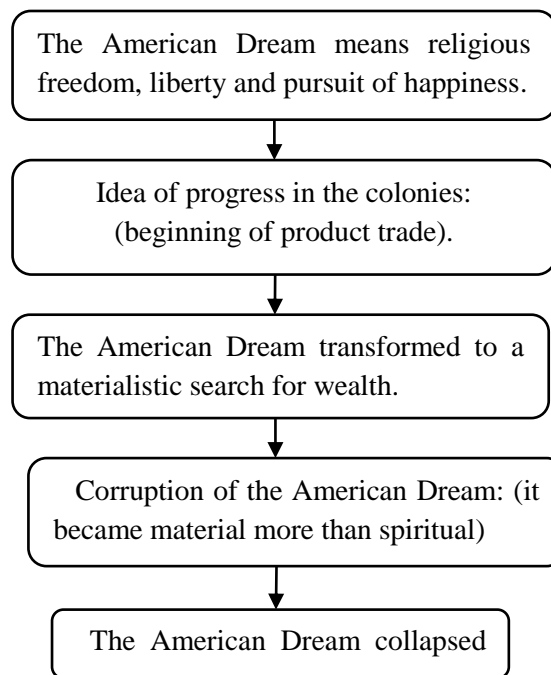 The American Dream means religious
freedom, liberty and pursuit of happiness.
Idea of progress in the colonies:
(beginning of product trade).
The American Dream transformed to a
materialistic search for wealth.
Corruption of the American Dream: (it
became material more than spiritual)
The American Dream collapsed